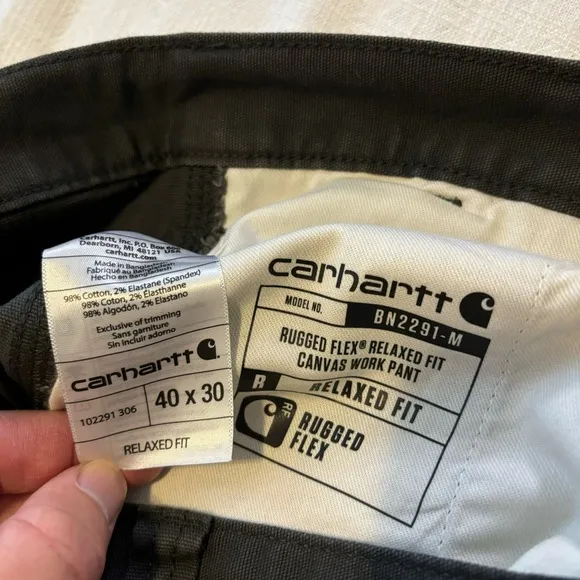 Carhartt, Inc. P.O. Box
Dearborn, MI 48121 USA
carhartt.com
Made in Bangladesh
Fabriqué au Bangladesh
Hecho en Bangladesh
98% Cotton, 2% Elastane (Spandex)
98% Coton, 2% Élasthanne
98% Algodón, 2% Elastano
Exclusive of trimming
Sans garniture
Sin incluir adorno
carhartt
102291 306
40 x 30
RELAXED FIT
carhartt
MODEL NO.
BN2291-M
RUGGED FLEX® RELAXED FIT
CANVAS WORK PANT
R RELAXED FIT
RF
RUGGED
FLEX